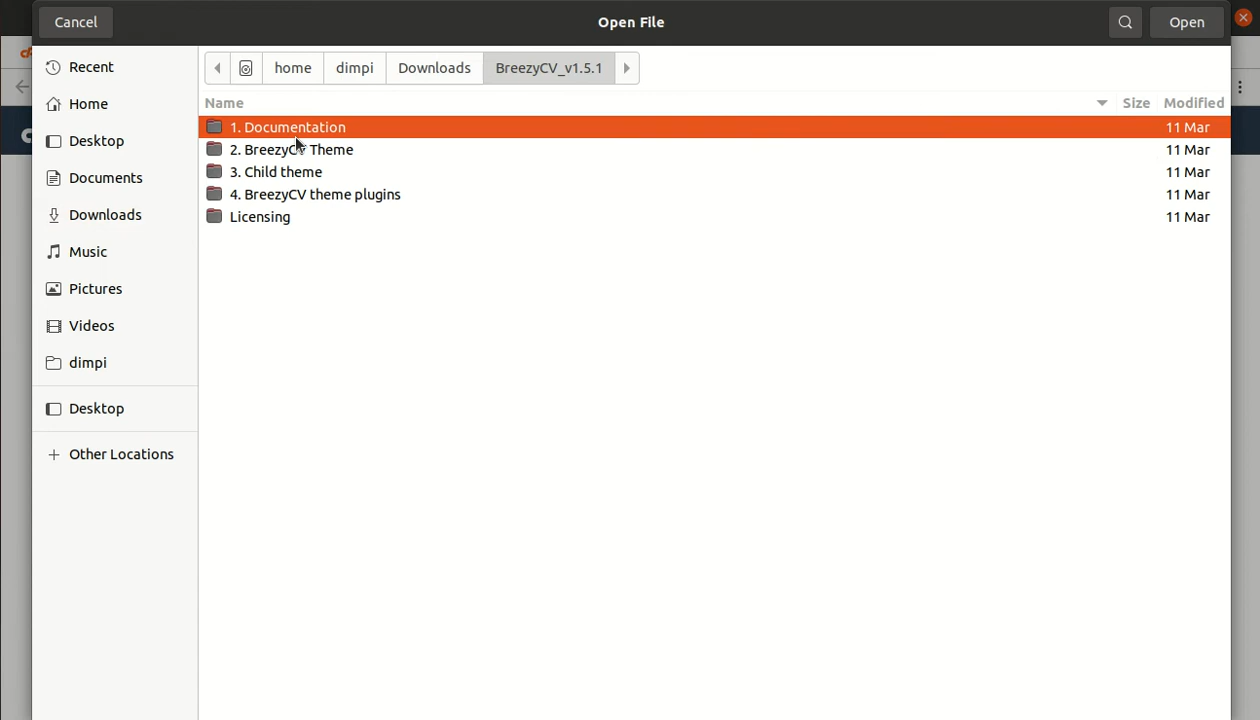 Cancel
Open File
Open
Recent
Home
Desktop
Documents
Downloads
Music
Pictures
Videos
dimpi
Desktop
Other Locations
home
dimpi
Downloads
BreezyCV_v1.5.1
Name
Size
Modified
1. Documentation
11 Mar
2. BreezyCV Theme
11 Mar
3. Child theme
11 Mar
4. BreezyCV theme plugins
11 Mar
Licensing
11 Mar